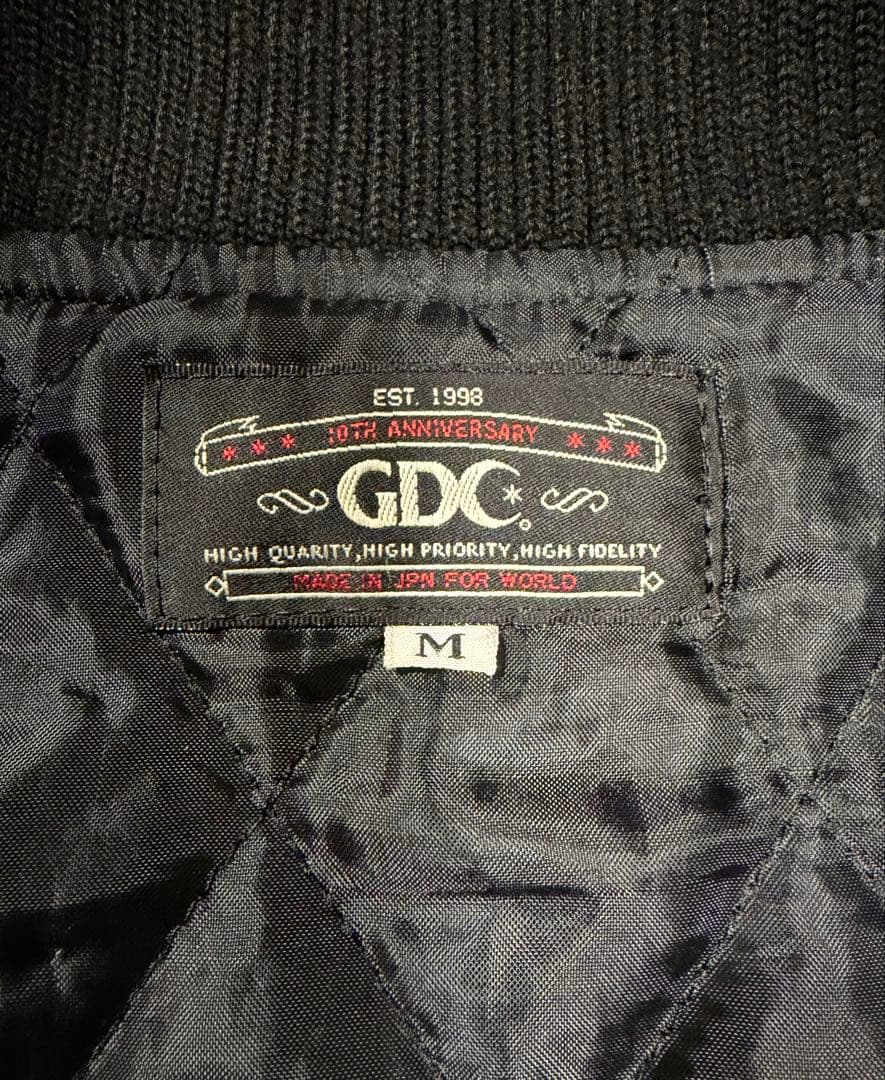 EST. 1998
*** 10TH ANNIVERSARY ***
GDC
HIGH QUARITY,HIGH PRIORITY,HIGH FIDELITY
MADE IN JPN FOR WORLD
M